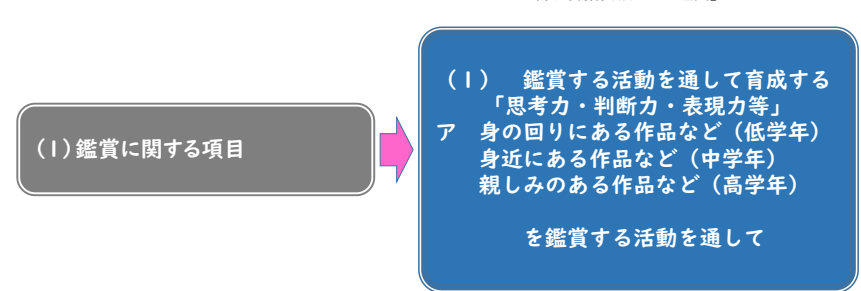 (1)鑑賞に関する項目
(1) 鑑賞する活動を通して育成する
「思考力・判断力・表現力等」
ア 身の回りにある作品など(低学年)
身近にある作品など(中学年)
親しみのある作品など(高学年)
を鑑賞する活動を通して